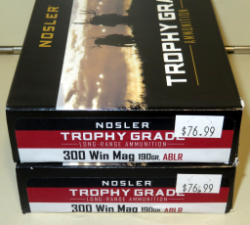 NOSLER
TROPHY GRADE
AMMUNITION
NOSLER
TROPHY GRADE
LONG RANGE AMMUNITION
300 Win Mag 190GR. ABLR
$76.99
NOSLER
TROPHY GRADE
LONG RANGE AMMUNITION
300 Win Mag 190GR. ABLR
$76.99